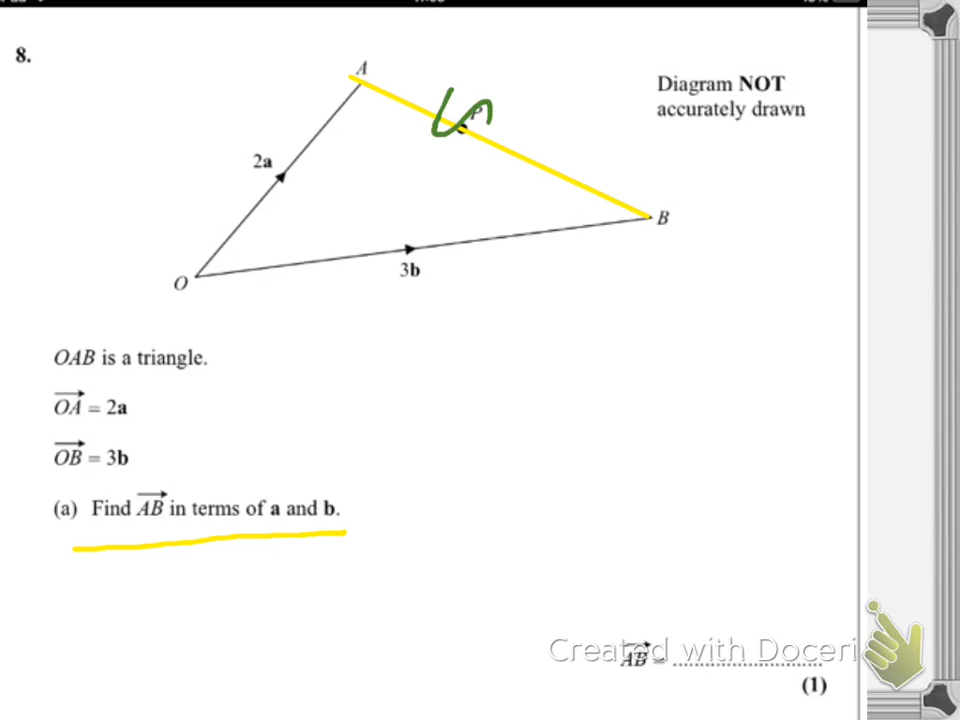 8.
A
P
Diagram NOT
accurately drawn
2a
B
O
3b
OAB is a triangle.
OA = 2a
OB = 3b
(a) Find AB in terms of a and b.
Created with Doceri
AB = ............................
(1)